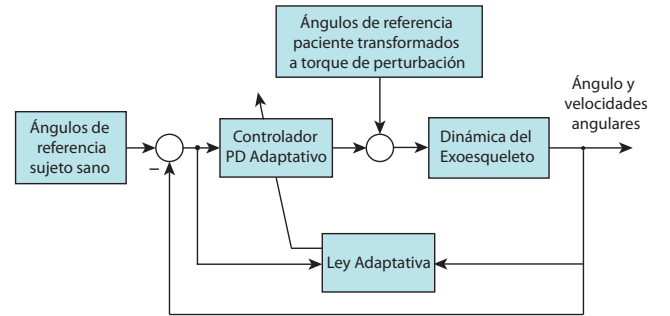 Ángulos de referencia
paciente transformados
a torque de perturbación
Ángulo y
velocidades
angulares
Ángulos de
referencia
sujeto sano
Controlador
PD Adaptativo
Dinámica del
Exoesqueleto
–
Ley Adaptativa